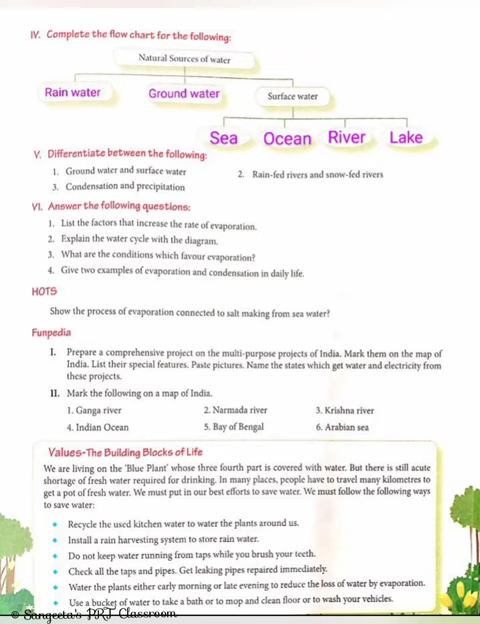 IV. Complete the flow chart for the following:
Natural Sources of water
Rain water
Ground water
Surface water
Sea Ocean River Lake
V. Differentiate between the following:
1. Ground water and surface water
2. Rain-fed rivers and snow-fed rivers
3. Condensation and precipitation
VI. Answer the following questions:
1. List the factors that increase the rate of evaporation.
2. Explain the water cycle with the diagram.
3. What are the conditions which favour evaporation?
4. Give two examples of evaporation and condensation in daily life.
HOTS
Show the process of evaporation connected to salt making from sea water?
Funpedia
I. Prepare a comprehensive project on the multi-purpose projects of India. Mark them on the map of
India. List their special features. Paste pictures. Name the states which get water and electricity from
these projects.
II. Mark the following on a map of India.
1. Ganga river 2. Narmada river 3. Krishna river
4. Indian Ocean 5. Bay of Bengal 6. Arabian sea
Values-The Building Blocks of Life
We are living on the 'Blue Plant' whose three fourth part is covered with water. But there is still acute
shortage of fresh water required for drinking. In many places, people have to travel many kilometres to
get a pot of fresh water. We must put in our best efforts to save water. We must follow the following ways
to save water:
Recycle the used kitchen water to water the plants around us.
Install a rain harvesting system to store rain water.
Do not keep water running from taps while you brush your teeth.
Check all the taps and pipes. Get leaking pipes repaired immediately.
Water the plants either early morning or late evening to reduce the loss of water by evaporation.
Use a bucket of water to take a bath or to mop and clean floor or to wash your vehicles.
© Sangeeta's PRT Classroom